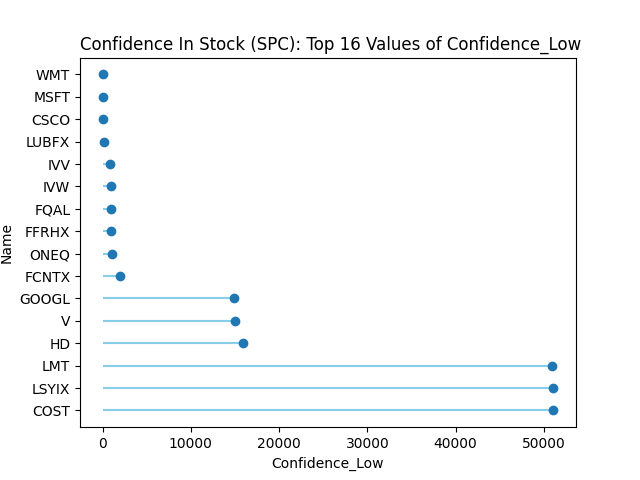 Confidence In Stock (SPC): Top 16 Values of Confidence_Low
WMT
MSFT
CSCO
LUBFX
IVV
IVW
FQAL
FFRHX
ONEQ
FCNTX
GOOGL
V
HD
LMT
LSYIX
COST
Name
0 10000 20000 30000 40000 50000
Confidence_Low